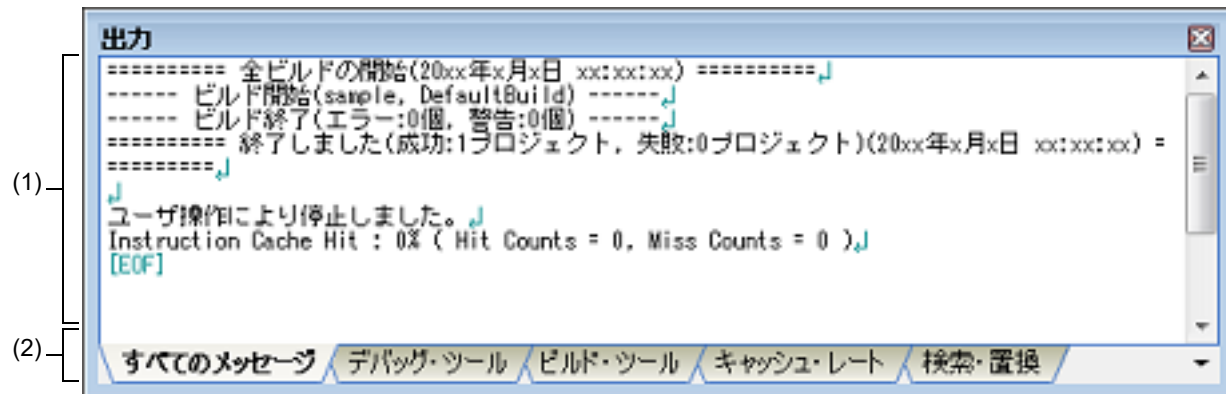 出力
========== 全ビルドの開始(20xx年x月x日 xx:xx:xx) ==========↲
------ ビルド開始(sample, DefaultBuild) ------↲
------ ビルド終了(エラー:0個, 警告:0個) ------↲
========== 終了しました(成功:1プロジェクト, 失敗:0プロジェクト)(20xx年x月x日 xx:xx:xx) =
=========↲
↲
(1)
ユーザ操作により停止しました。↲
Instruction Cache Hit : 0% ( Hit Counts = 0, Miss Counts = 0 )↲
[EOF]
(2)
すべてのメッセージ デバッグ・ツール ビルド・ツール キャッシュ・レート 検索・置換